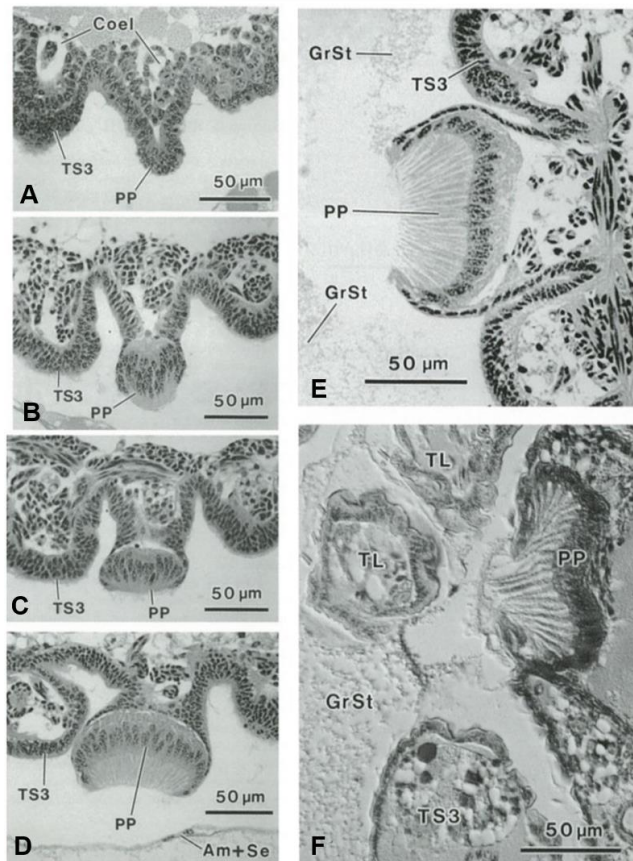 Coel
TS3
PP
A
50 µm
TS3
PP
B
50 µm
TS3
PP
C
50 µm
TS3
PP
D
50 µm
Am+Se
GrSt
TS3
PP
GrSt
50 µm
E
TL
TL
PP
GrSt
TS3
50 µm
F